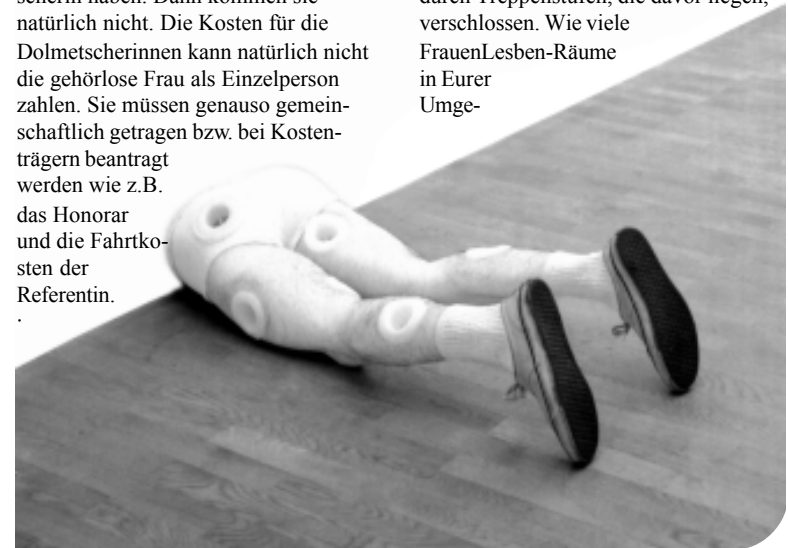 natürlich nicht. Die Kosten für die
Dolmetscherinnen kann natürlich nicht
die gehörlose Frau als Einzelperson
zahlen. Sie müssen genauso gemein-
schaftlich getragen bzw. bei Kosten-
trägern beantragt
werden wie z.B.
das Honorar
und die Fahrtko-
sten der
Referentin.
.
verschlossen. Wie viele
FrauenLesben-Räume
in Eurer
Umge-